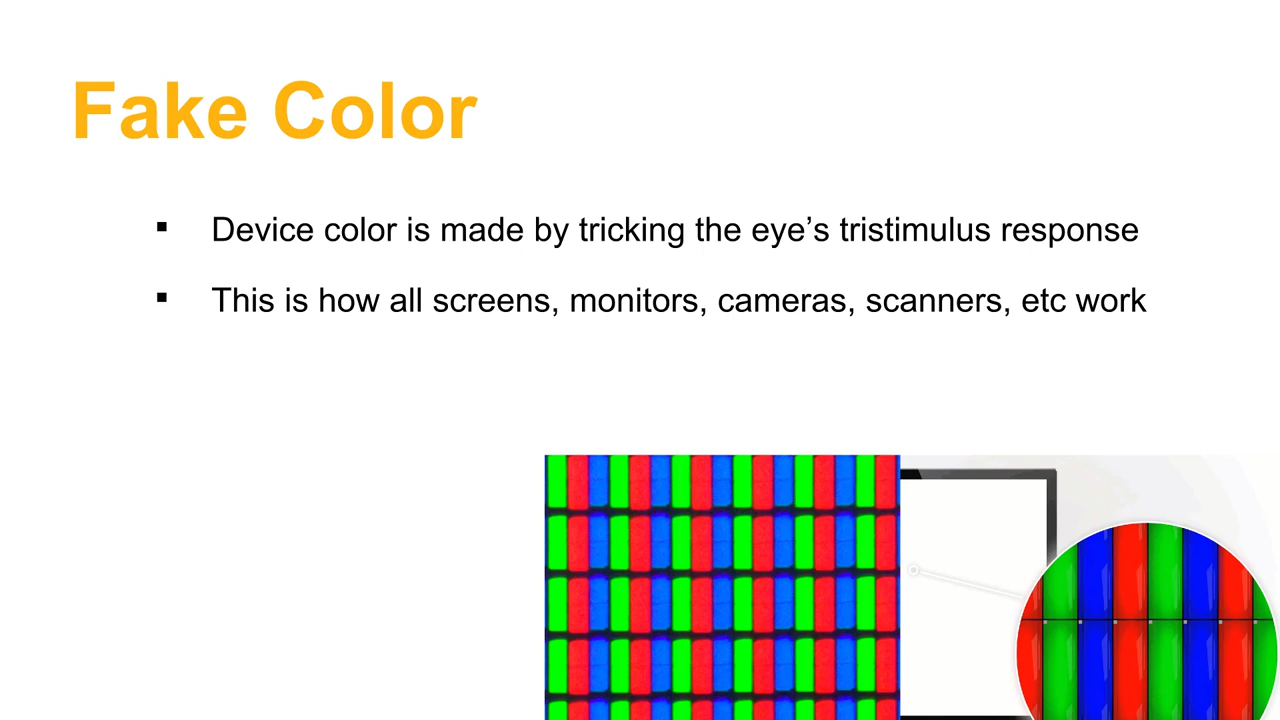 Fake Color
▪ Device color is made by tricking the eye’s tristimulus response
▪ This is how all screens, monitors, cameras, scanners, etc work